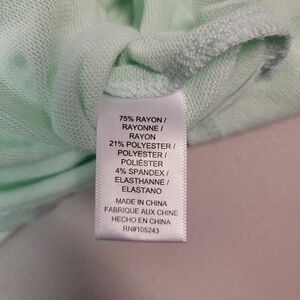 75% RAYON /
RAYONNE /
RAYON
21% POLYESTER /
POLYESTER /
POLIÉSTER
4% SPANDEX /
ELASTHANNE /
ELASTANO
MADE IN CHINA
FABRIQUE AUX CHINE
HECHO EN CHINA
RN#105243